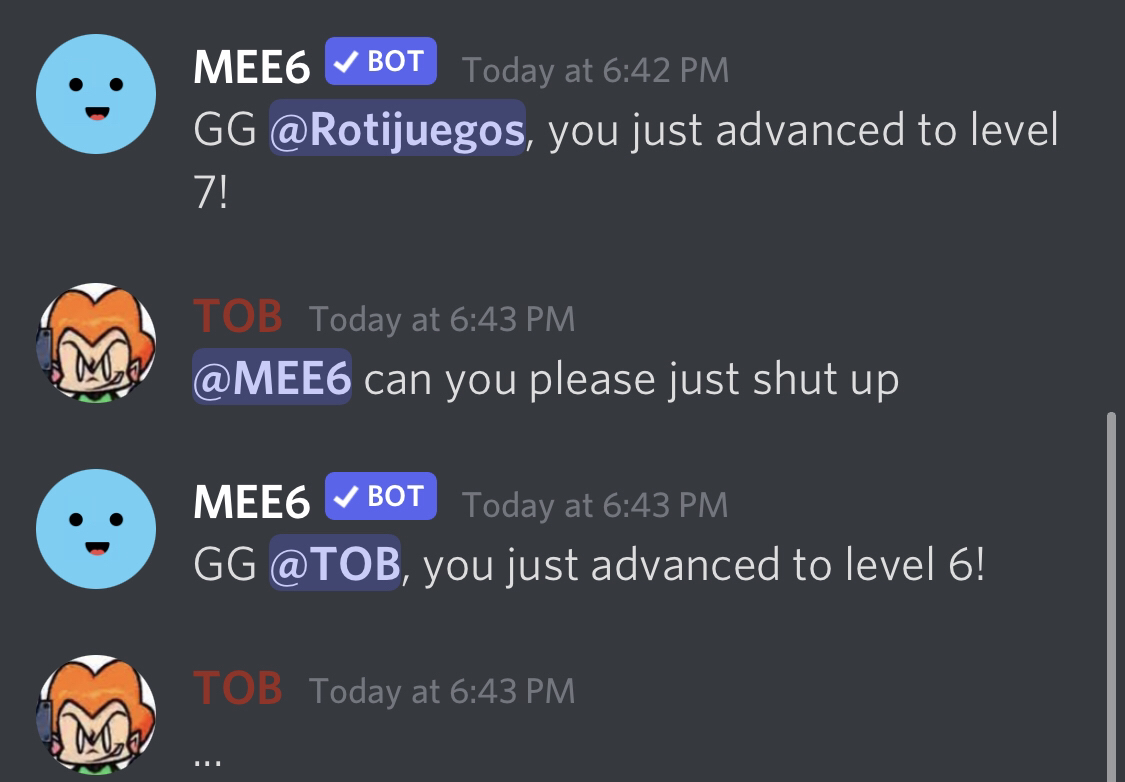 MEE6 ✓ BOT Today at 6:42 PM
GG @Rotijuegos, you just advanced to level
7!
TOB Today at 6:43 PM
@MEE6 can you please just shut up
MEE6 ✓ BOT Today at 6:43 PM
GG @TOB, you just advanced to level 6!
TOB Today at 6:43 PM
...